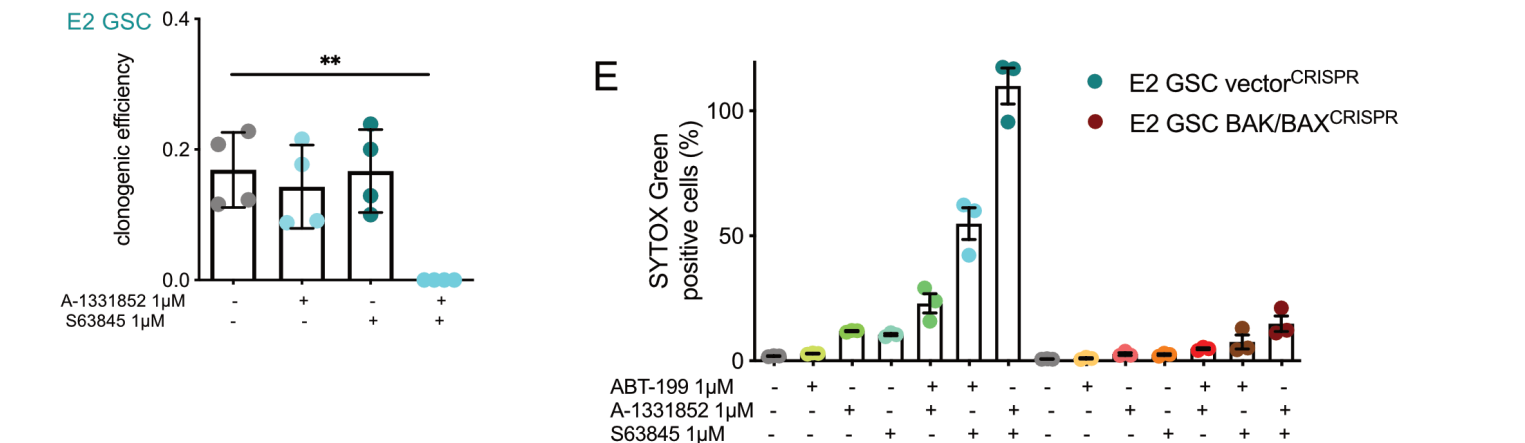 E2 GSC
0.4
**
0.2
0.0
clonogenic efficiency
A-1331852 1µM - + - +
S63845 1µM - - + +
E
E2 GSC vectorCRISPR
E2 GSC BAK/BAXCRISPR
100
50
0
SYTOX Green
positive cells (%)
ABT-199 1µM - + - - + + - - + - - + + -
A-1331852 1µM - - + - + - + - - + - + - +
S63845 1µM - - - + - + + - - - + - + +